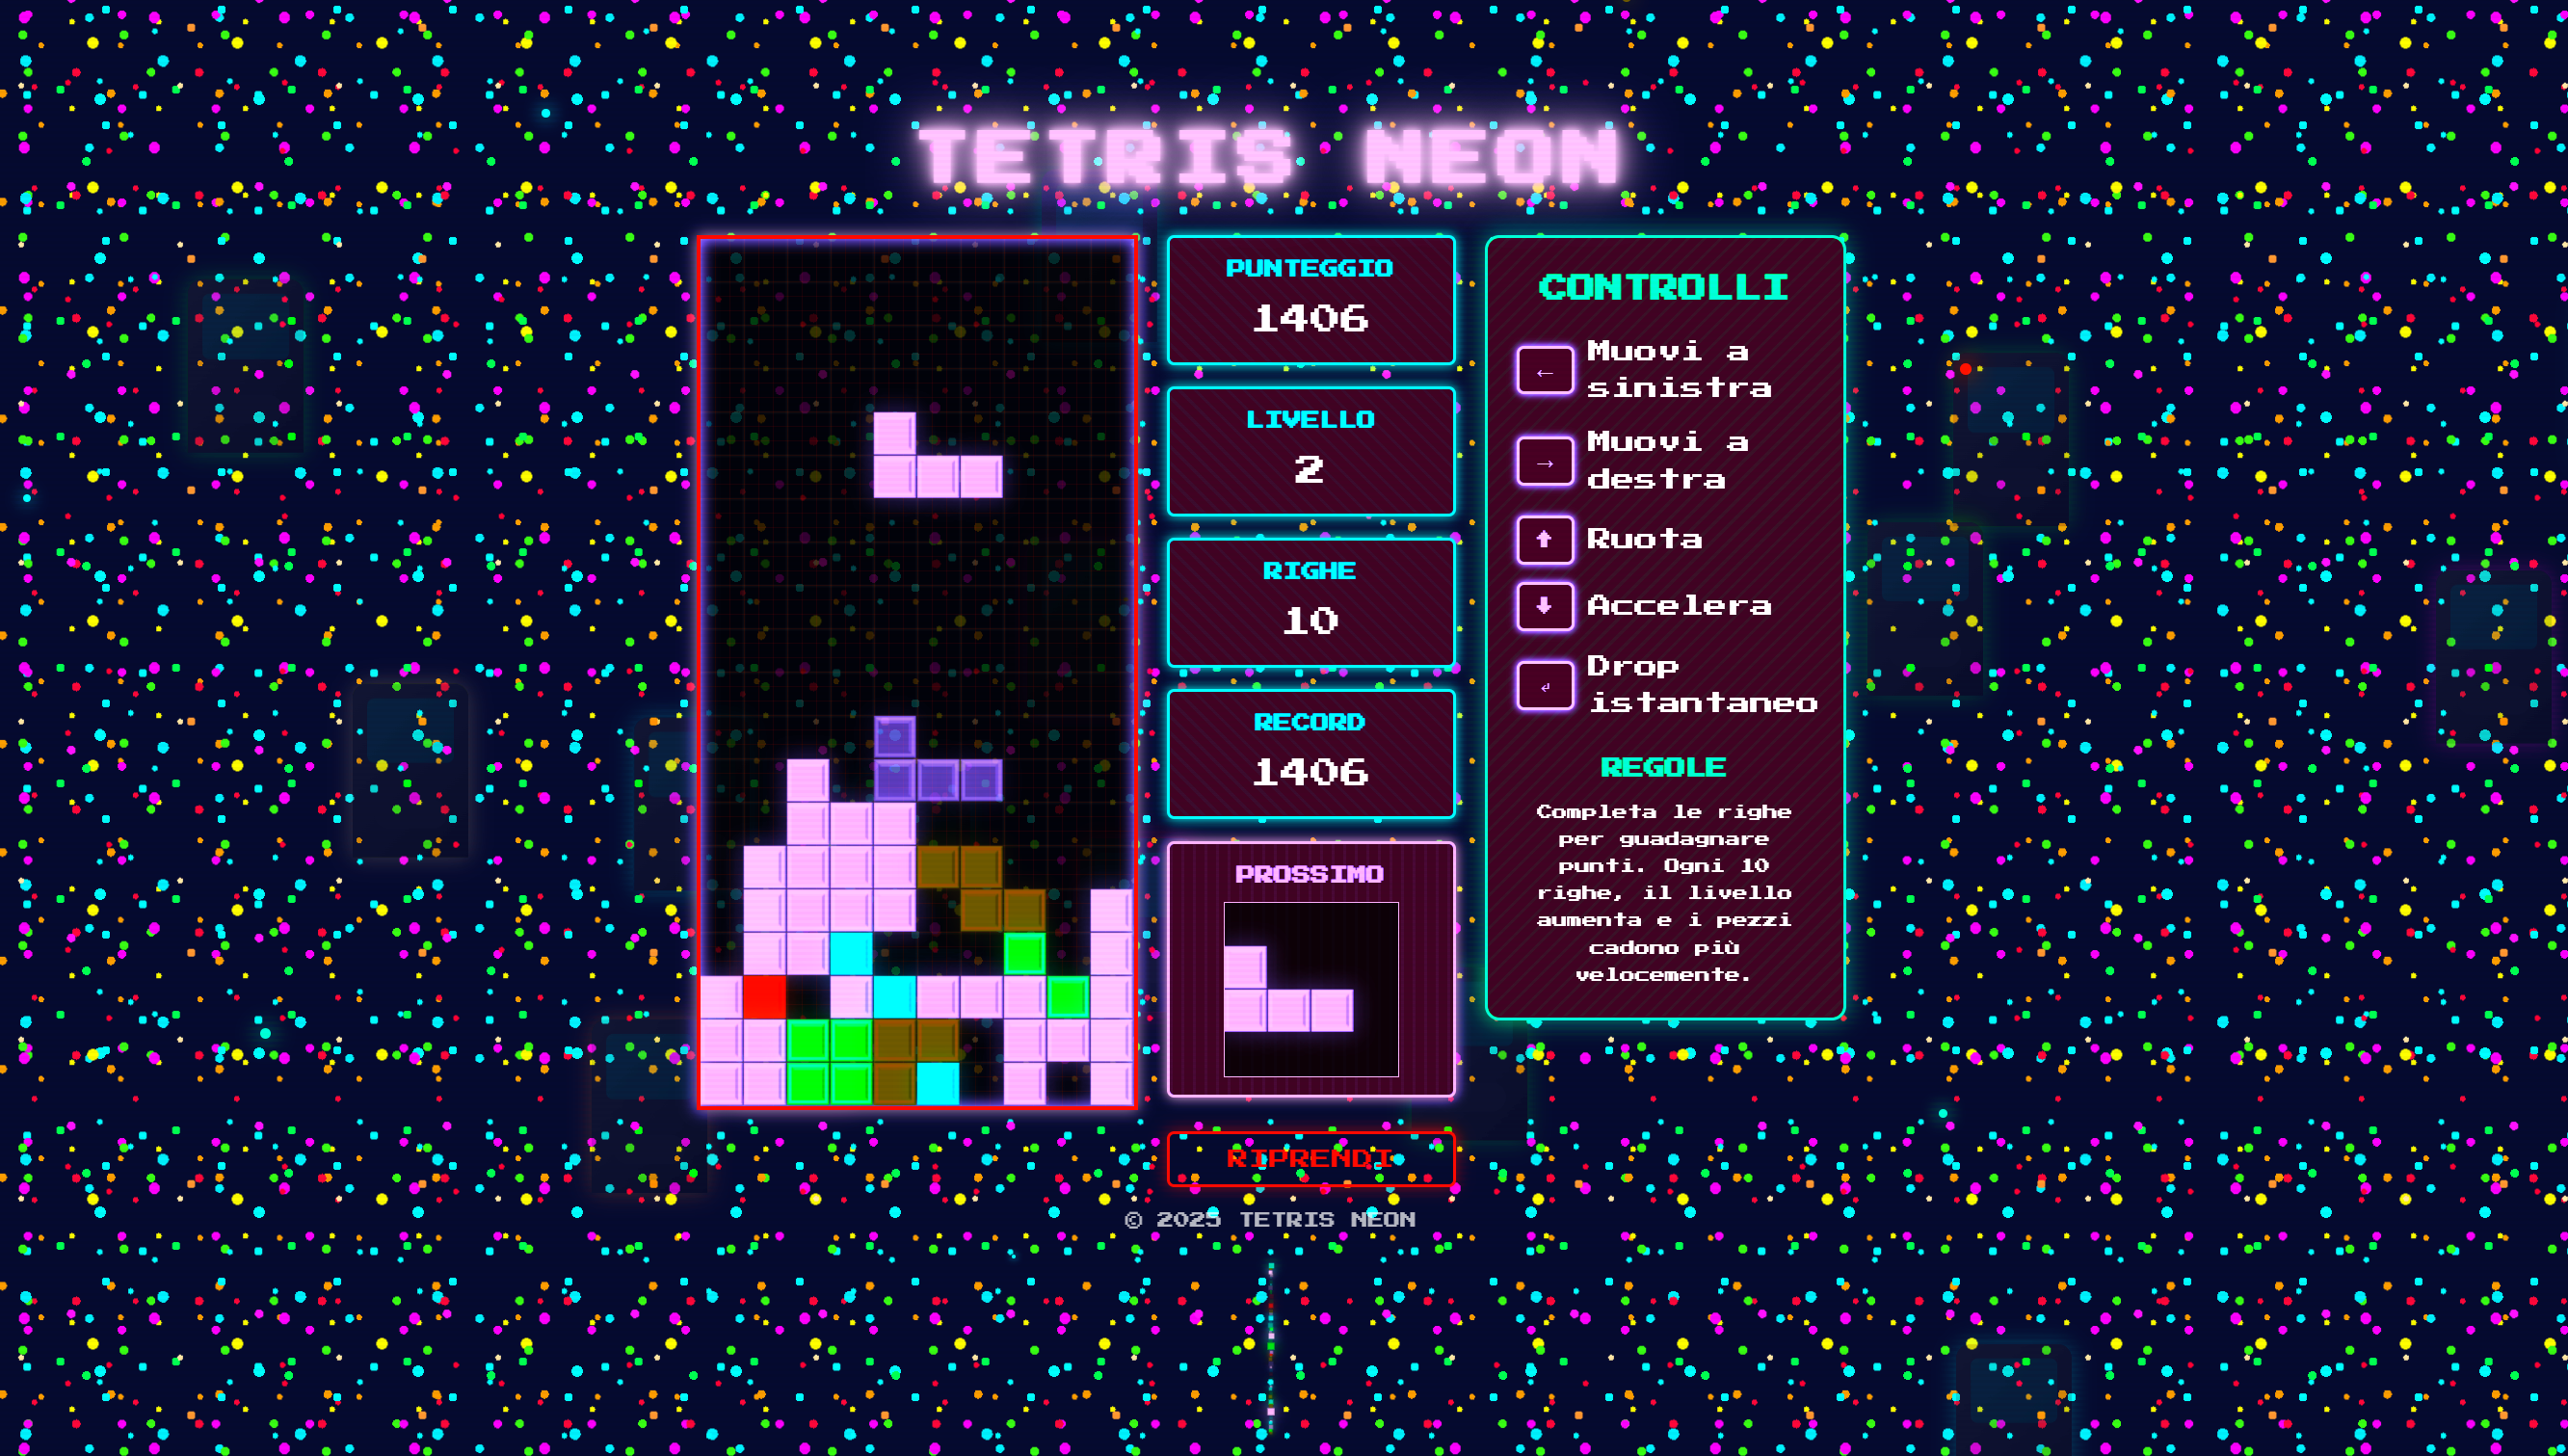 TETRIS NEON
PUNTEGGIO
1406
LIVELLO
2
RIGHE
10
RECORD
1406
PROSSIMO
RIPRENDI
CONTROLLI
←
Muovi a
sinistra
→
Muovi a
destra
↑
Ruota
↓
Accelera
↵
Drop
istantaneo
REGOLE
Completa le righe
per guadagnare
punti. Ogni 10
righe, il livello
aumenta e i pezzi
cadono più
velocemente.
© 2025 TETRIS NEON